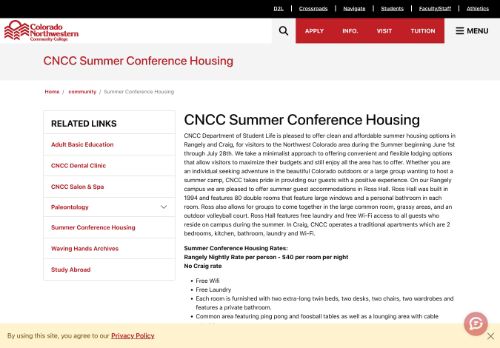 D2L
Crossroads
Navigate
Students
Faculty/Staff
Athletics
Colorado
Northwestern
Community College
APPLY
INFO.
VISIT
TUITION
MENU
CNCC Summer Conference Housing
Home / community / Summer Conference Housing
RELATED LINKS
Adult Basic Education
CNCC Dental Clinic
CNCC Salon & Spa
Paleontology
Summer Conference Housing
Waving Hands Archives
Study Abroad
CNCC Summer Conference Housing
CNCC Department of Student Life is pleased to offer clean and affordable summer housing options in
Rangely and Craig, for visitors to the Northwest Colorado area during the Summer beginning June 1st
through July 28th. We take a minimalist approach to offering convenient and flexible lodging options
that allow visitors to maximize their budgets and still enjoy all the area has to offer. Whether you are
an individual seeking adventure in the beautiful Colorado outdoors or a large group wanting to host a
summer camp, CNCC takes pride in providing our guests with a positive experience. On our Rangely
campus we are pleased to offer summer guest accommodations in Ross Hall. Ross Hall was built in
1994 and features 80 double rooms that feature large windows and a personal bathroom in each
room. Ross also allows for groups to come together in the large common room, grassy areas, and an
outdoor volleyball court. Ross Hall features free laundry and free Wi-Fi access to all guests who
reside on campus during the summer. In Craig, CNCC operates a traditional apartments which are 2
bedrooms, kitchen, bathroom, laundry and Wi-Fi.
Summer Conference Housing Rates:
Rangely Nightly Rate per person - $40 per room per night
No Craig rate
• Free Wifi
• Free Laundry
• Each room is furnished with two extra-long twin beds, two desks, two chairs, two wardrobes and
features a private bathroom.
• Common area featuring ping pong and foosball tables as well as a lounging area with cable
By using this site, you agree to our Privacy Policy